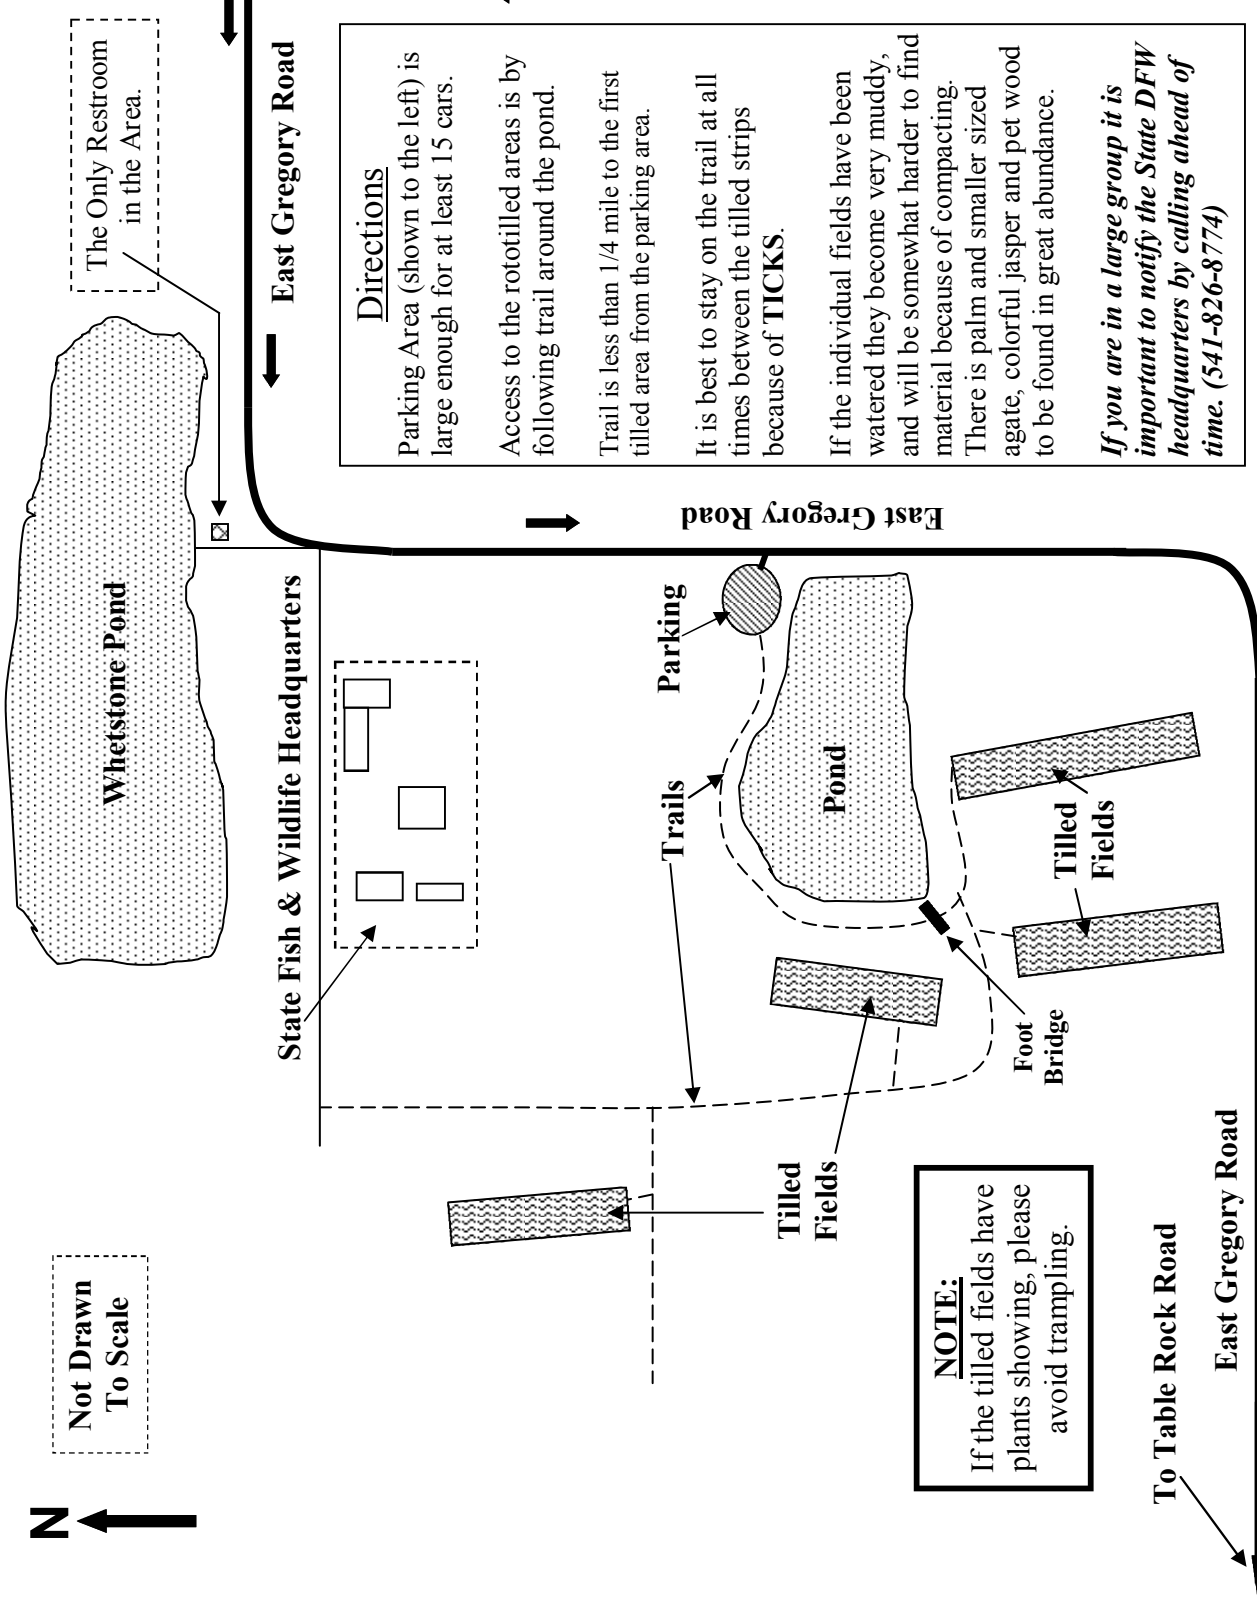 N
Not Drawn
To Scale
Whetstone Pond
The Only Restroom
in the Area.
State Fish & Wildlife Headquarters
East Gregory Road
East Gregory Road
Parking
Trails
Pond
Tilled
Fields
Tilled
Fields
Foot
Bridge
NOTE:
If the tilled fields have
plants showing, please
avoid trampling.
To Table Rock Road
East Gregory Road
Directions
Parking Area (shown to the left) is
large enough for at least 15 cars.
Access to the rotot­illed areas is by
following trail around the pond.
Trail is less than 1/4 mile to the first
tilled area from the parking area.
It is best to stay on the trail at all
times between the tilled strips
because of TICKS.
If the individual fields have been
watered they become very muddy,
and will be somewhat harder to find
material because of compacting.
There is palm and smaller sized
agate, colorful jasper and pet wood
to be found in great abundance.
If you are in a large group it is
important to notify the State DFW
headquarters by calling ahead of
time. (541-826-8774)